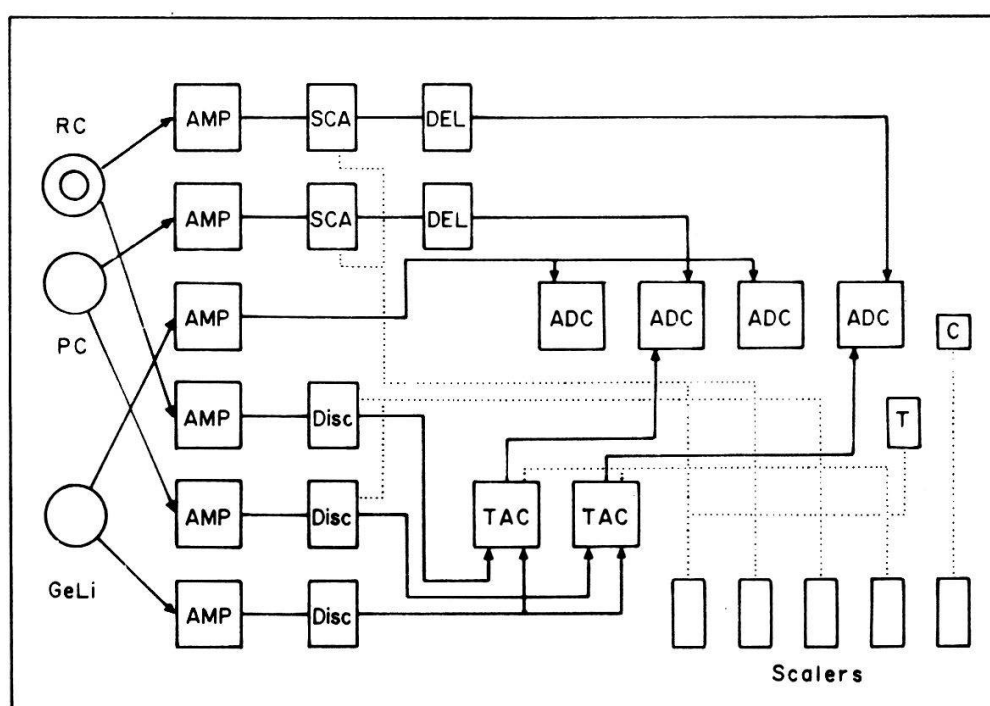 RC
AMP
SCA
DEL
AMP
SCA
DEL
PC
AMP
ADC
ADC
ADC
ADC
C
AMP
Disc
T
GeLi
AMP
Disc
TAC
TAC
AMP
Disc
Scalers